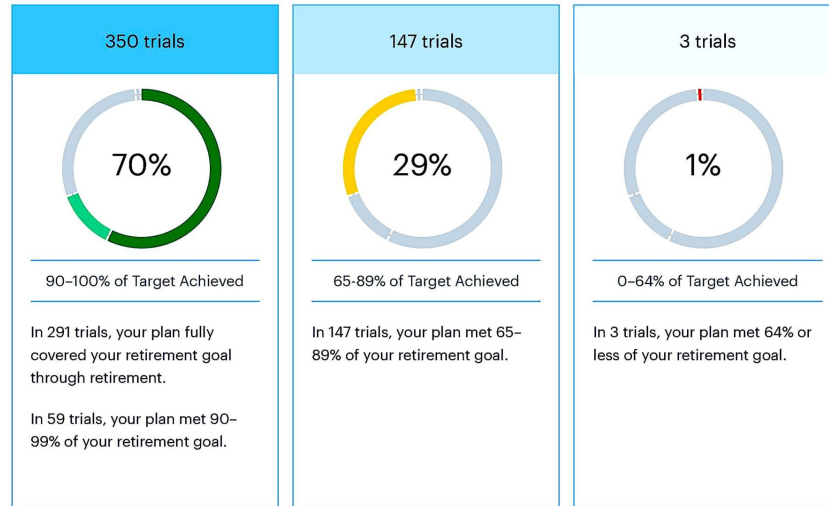 350 trials
70%
90–100% of Target Achieved
In 291 trials, your plan fully
covered your retirement goal
through retirement.
In 59 trials, your plan met 90–
99% of your retirement goal.
147 trials
29%
65-89% of Target Achieved
In 147 trials, your plan met 65–
89% of your retirement goal.
3 trials
1%
0–64% of Target Achieved
In 3 trials, your plan met 64% or
less of your retirement goal.